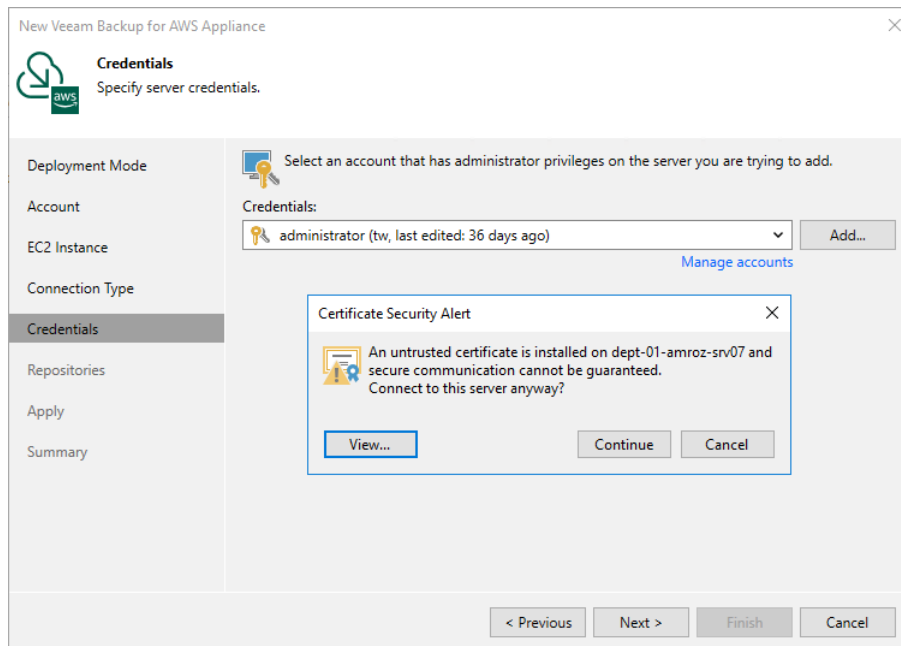 New Veeam Backup for AWS Appliance
aws
Credentials
Specify server credentials.
Deployment Mode
Account
EC2 Instance
Connection Type
Credentials
Repositories
Apply
Summary
Select an account that has administrator privileges on the server you are trying to add.
Credentials:
administrator (tw, last edited: 36 days ago)
Add...
Manage accounts
Certificate Security Alert
An untrusted certificate is installed on dept-01-amroz-srv07 and
secure communication cannot be guaranteed.
Connect to this server anyway?
View...
Continue
Cancel
< Previous
Next >
Finish
Cancel